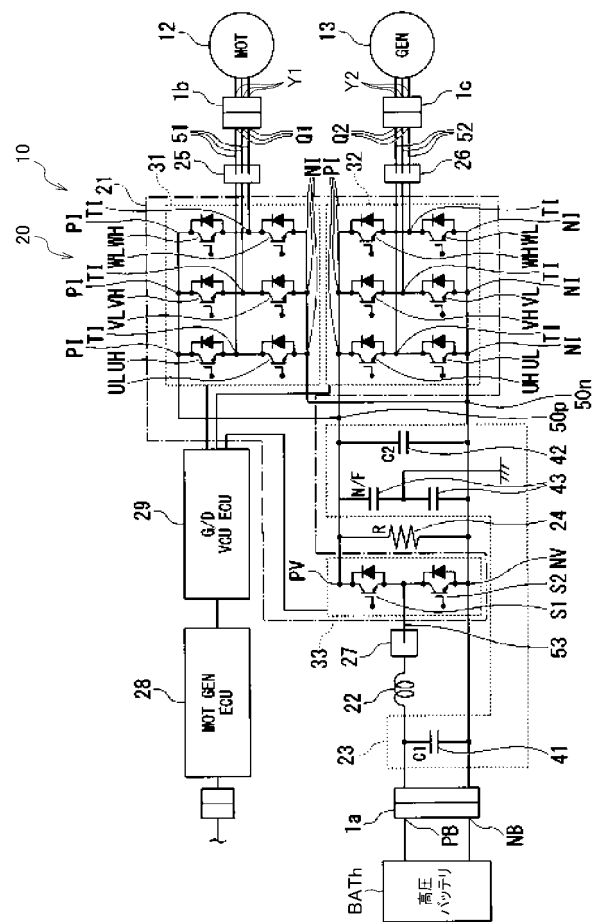 10
20
12
MOT
13
GEN
1b
Y1
Y2
1c
51
25
Q1
Q2
52
26
21
31
NI
PI
32
PI
TI
WLWH
PI
TI
VLVH
PI
TI
ULUH
TI
WHWL
NI
TI
VHVL
NI
TI
UHUL
NI
50p
50n
29
G/D
VCU ECU
28
MOT GEN
ECU
C2
42
N/F
43
R
24
PV
NV
S2
S1
33
27
53
22
23
C1
41
1a
PB
NB
BATh
高圧
バッテリ